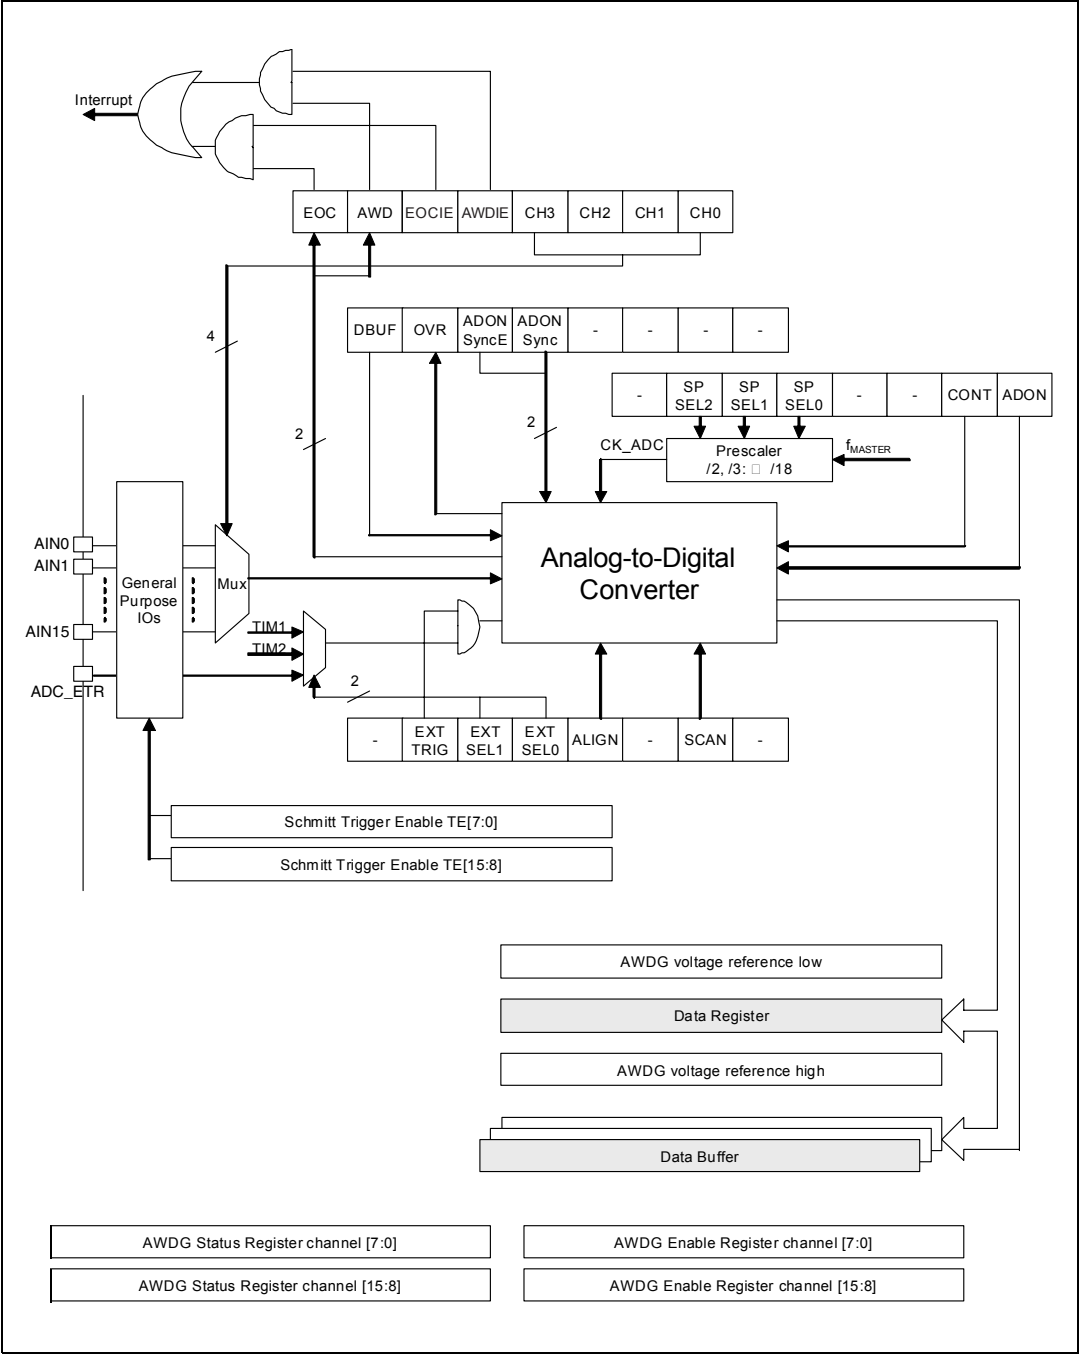 Interrupt
EOC AWD EOCIE AWDIE CH3 CH2 CH1 CH0
4
DBUF OVR ADON SyncE ADON Sync - - - -
- SP SEL2 SP SEL1 SP SEL0 - - CONT ADON
2
2
CK_ADC
Prescaler
/2, /3: □ /18
fMASTER
Analog-to-Digital
Converter
AIN0
AIN1
AIN15
ADC_ETR
General
Purpose
IOs
Mux
TIM1
TIM2
2
- EXT TRIG EXT SEL1 EXT SEL0 ALIGN - SCAN -
Schmitt Trigger Enable TE[7:0]
Schmitt Trigger Enable TE[15:8]
AWDG voltage reference low
Data Register
AWDG voltage reference high
Data Buffer
AWDG Status Register channel [7:0]
AWDG Enable Register channel [7:0]
AWDG Status Register channel [15:8]
AWDG Enable Register channel [15:8]